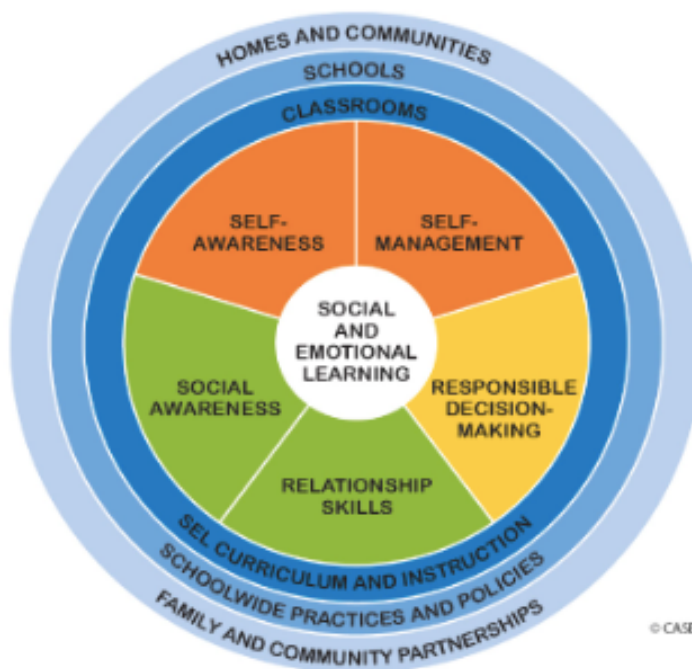 HOMES AND COMMUNITIES
SCHOOLS
CLASSROOMS
SELF-
AWARENESS
SELF-
MANAGEMENT
SOCIAL
AND
EMOTIONAL
LEARNING
SOCIAL
AWARENESS
RESPONSIBLE
DECISION-
MAKING
RELATIONSHIP
SKILLS
SEL CURRICULUM AND INSTRUCTION
SCHOOLWIDE PRACTICES AND POLICIES
FAMILY AND COMMUNITY PARTNERSHIPS
© CASE